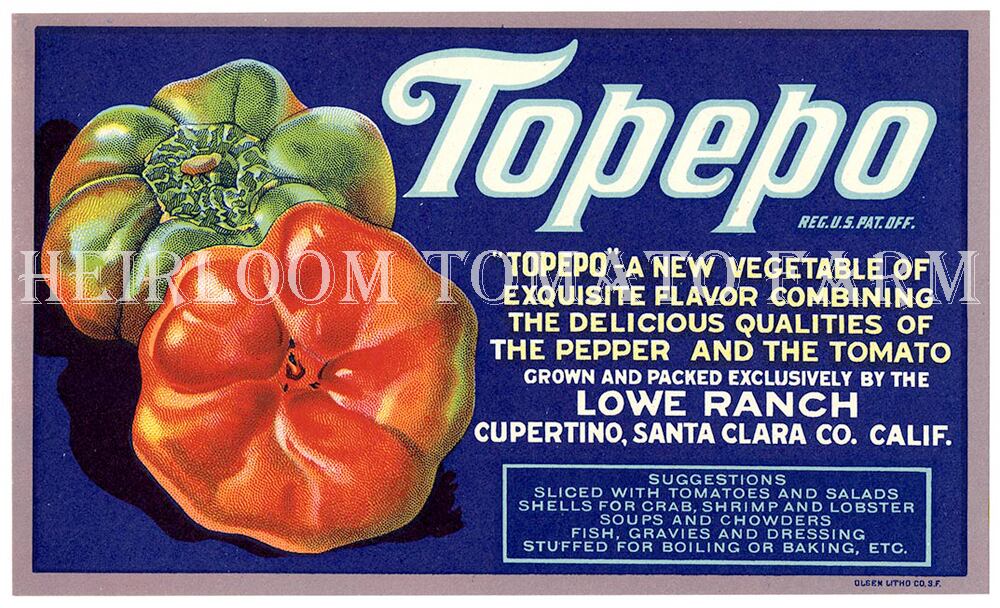 Topepo
REG.U.S.PAT.OFF.
HEIRLOOM TOMATO FARM
"TOPEPO" A NEW VEGETABLE OF
EXQUISITE FLAVOR COMBINING
THE DELICIOUS QUALITIES OF
THE PEPPER AND THE TOMATO
GROWN AND PACKED EXCLUSIVELY BY THE
LOWE RANCH
CUPERTINO, SANTA CLARA CO. CALIF.
SUGGESTIONS
SLICED WITH TOMATOES AND SALADS
SHELLS FOR CRAB, SHRIMP AND LOBSTER
SOUPS AND CHOWDERS
FISH, GRAVIES AND DRESSING
STUFFED FOR BOILING OR BAKING, ETC.
OLSEN LITHO CO. S.F.